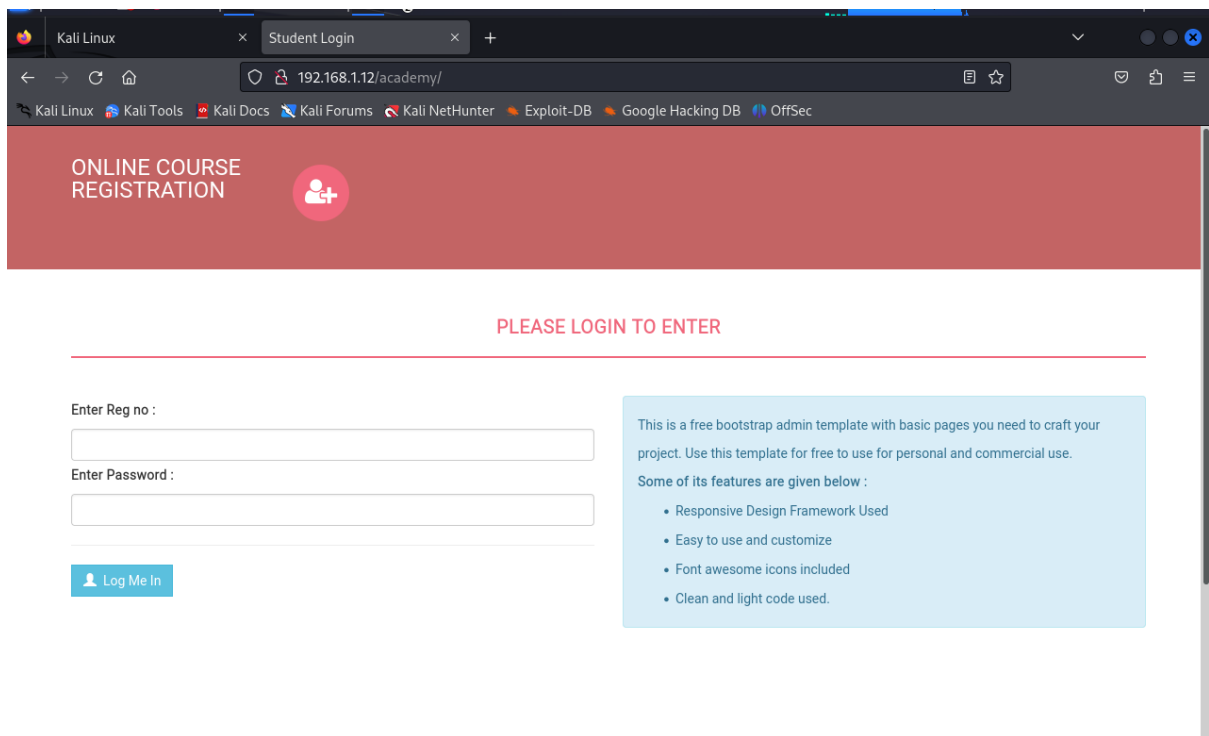 Kali Linux
Student Login
192.168.1.12/academy/
Kali Linux Kali Tools Kali Docs Kali Forums Kali NetHunter Exploit-DB Google Hacking DB OffSec
ONLINE COURSE
REGISTRATION
PLEASE LOGIN TO ENTER
Enter Reg no :
Enter Password :
Log Me In
This is a free bootstrap admin template with basic pages you need to craft your
project. Use this template for free to use for personal and commercial use.
Some of its features are given below :
• Responsive Design Framework Used
• Easy to use and customize
• Font awesome icons included
• Clean and light code used.